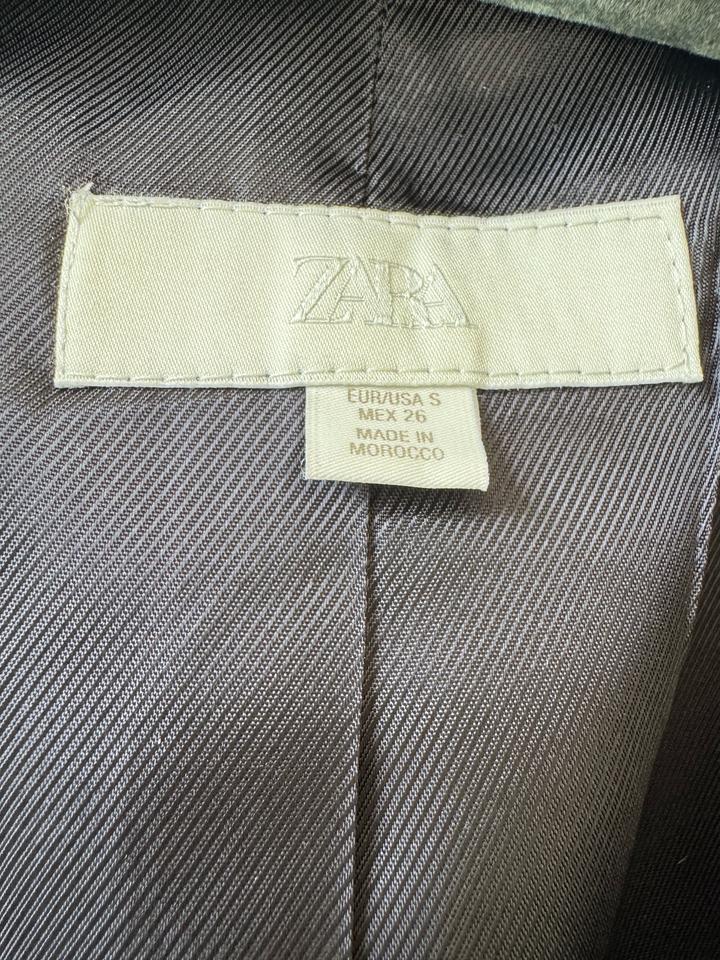 ZARA
EUR/USA S
MEX 26
MADE IN
MOROCCO